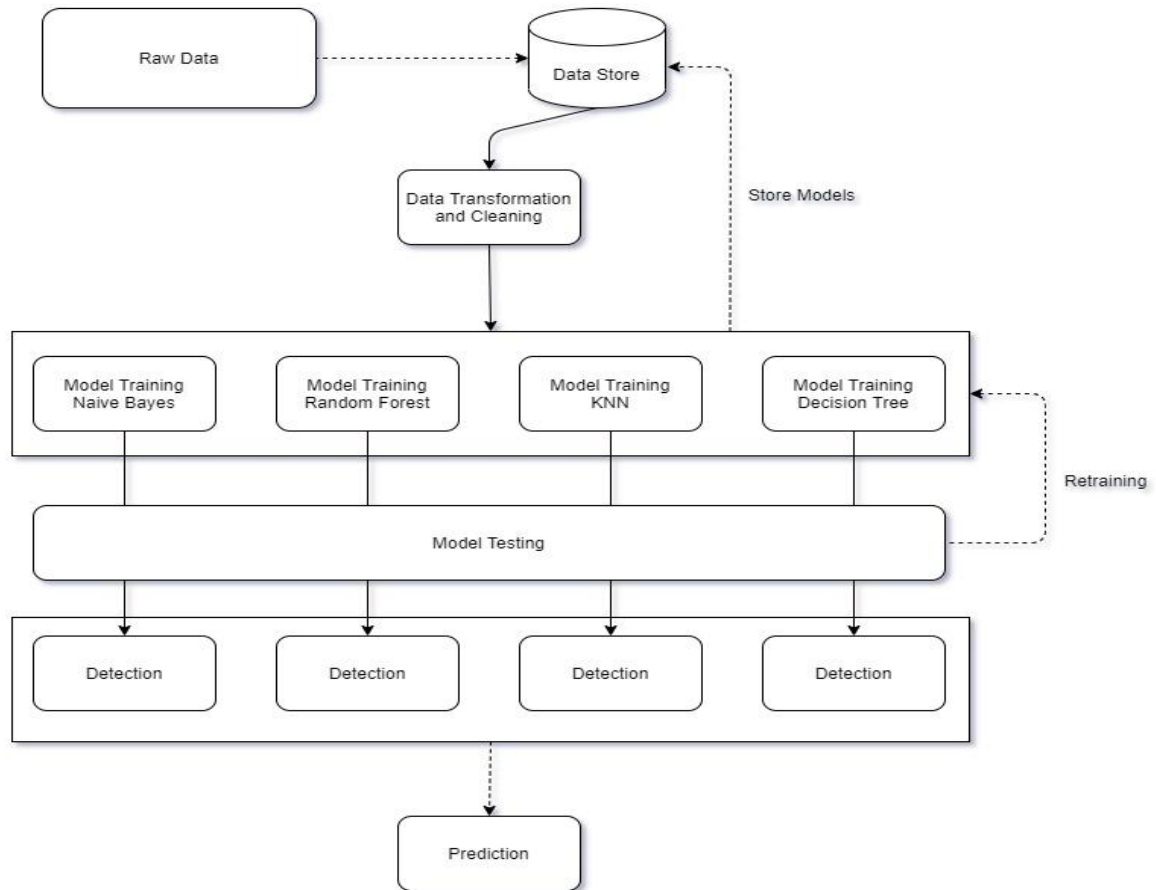 Raw Data
Data Store
Data Transformation
and Cleaning
Store Models
Model Training
Naive Bayes
Model Training
Random Forest
Model Training
KNN
Model Training
Decision Tree
Retraining
Model Testing
Detection
Detection
Detection
Detection
Prediction